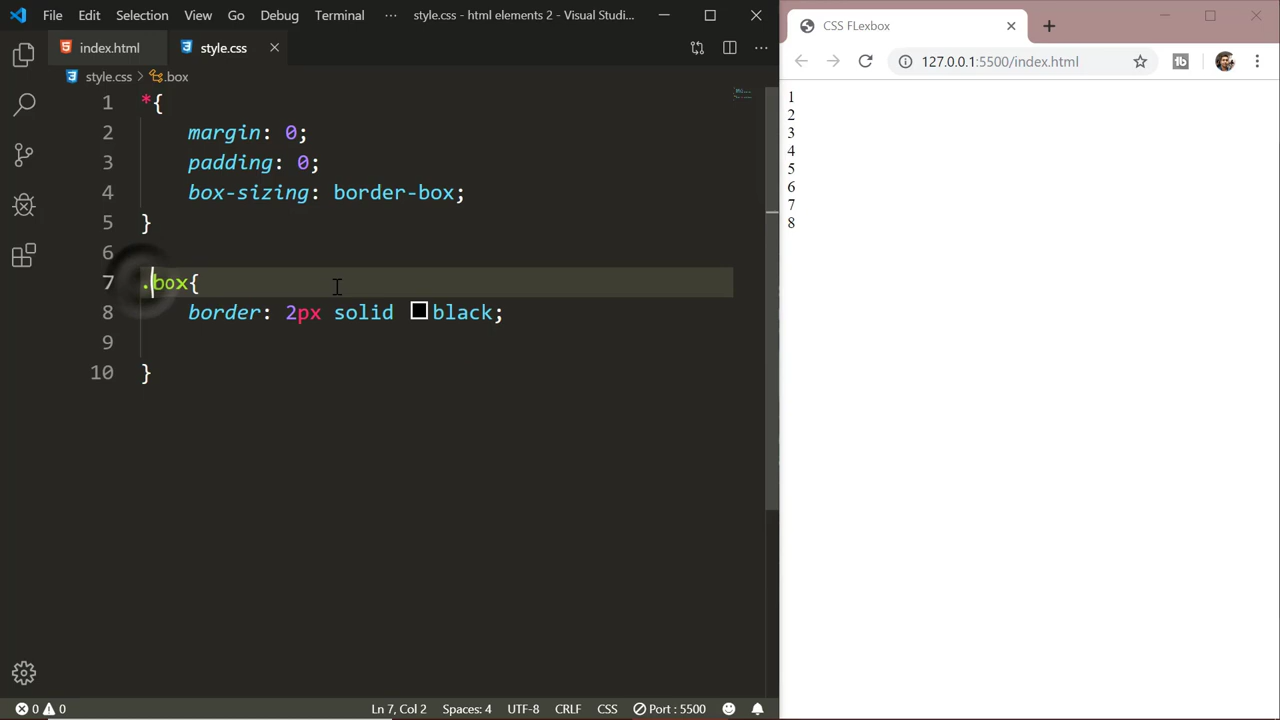 File Edit Selection View Go Debug Terminal ··· style.css - html elements 2 - Visual Studi...
index.html style.css
style.css > .box
1 *{
2 margin: 0;
3 padding: 0;
4 box-sizing: border-box;
5 }
6
7 .box{
8 border: 2px solid black;
9
10 }
0 0 Ln 7, Col 2 Spaces: 4 UTF-8 CRLF CSS Port : 5500
CSS FLexbox
127.0.0.1:5500/index.html
1
2
3
4
5
6
7
8